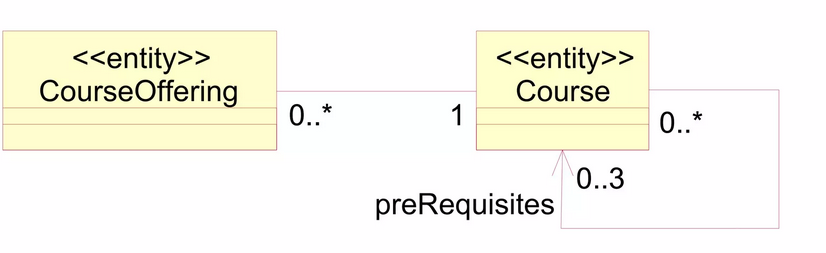 <<entity>>
CourseOffering
0..*
1
<<entity>>
Course
0..*
0..3
preRequisites